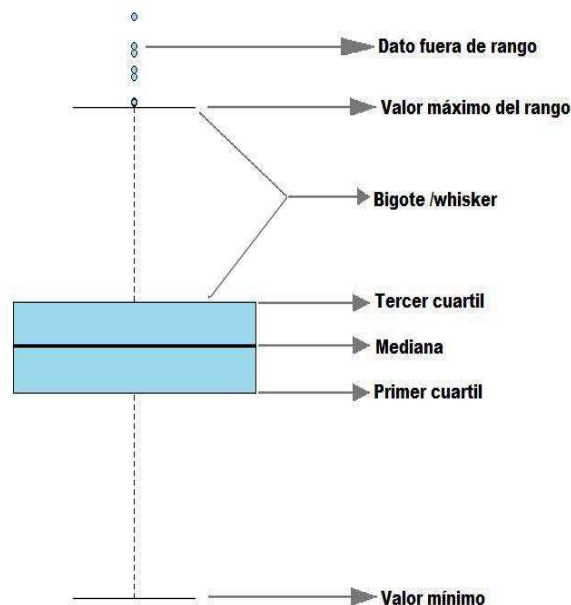 Dato fuera de rango
Valor máximo del rango
Bigote /whisker
Tercer cuartil
Mediana
Primer cuartil
Valor mínimo